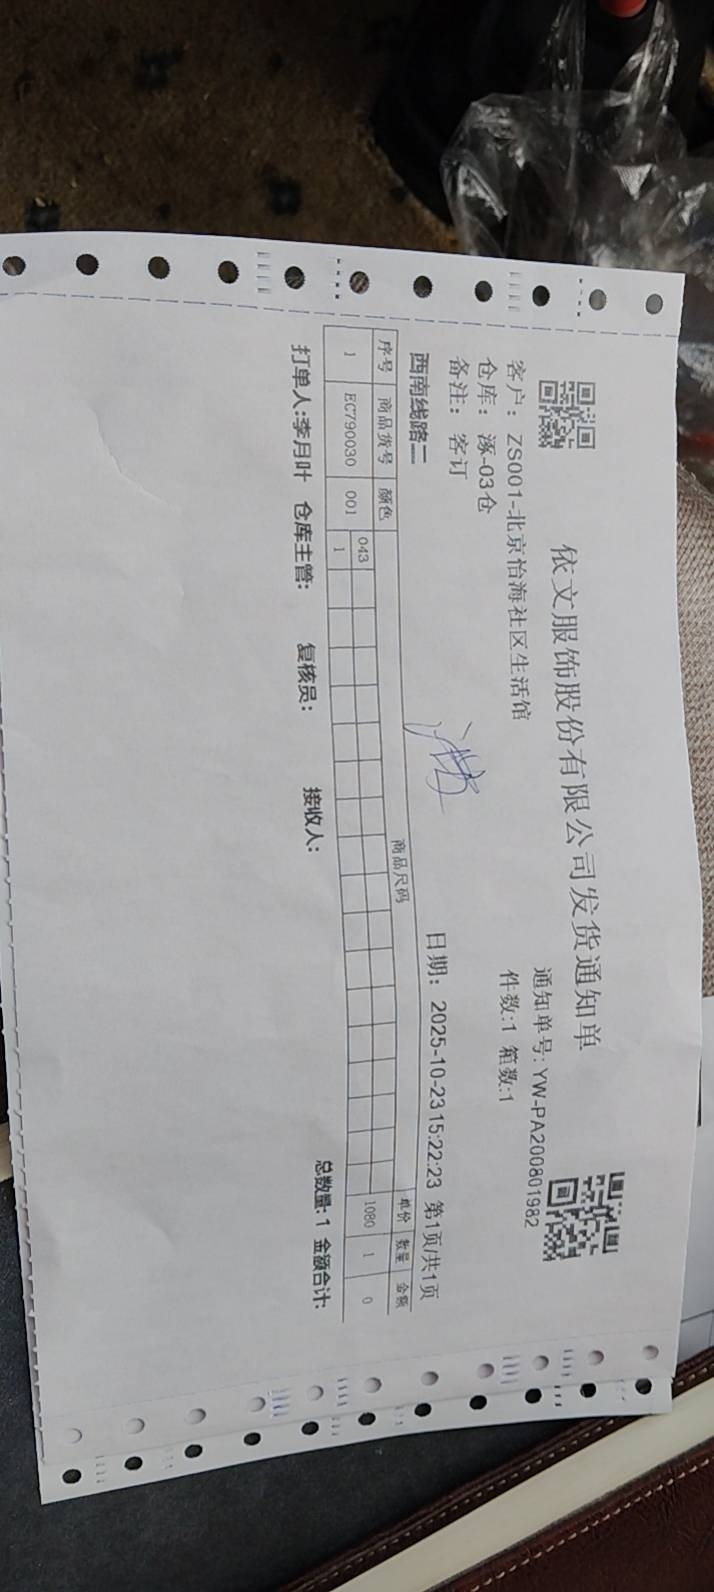 依文服饰股份有限公司发货通知单
通知单号: YW-PA200801982
客户： ZS001-北京怡海社区生活馆
件数:1 箱数:1
仓库： 涿-03仓
备注： 客订
西南线路二
日期： 2025-10-23 15:22:23 第1页/共1页
序号 商品货号 颜色 商品尺码 单价 数量 金额
043
1 EC790030 001 1 1080 1 0
打单人:李月叶 仓库主管: 复核员: 接收人: 总数量: 1 金额合计: